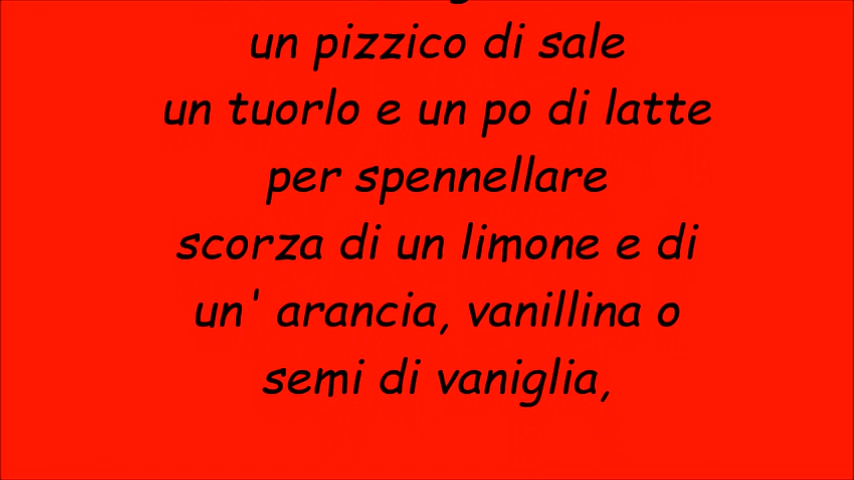 un pizzico di sale
un tuorlo e un po di latte
per spennellare
scorza di un limone e di
un' arancia, vanillina o
semi di vaniglia,